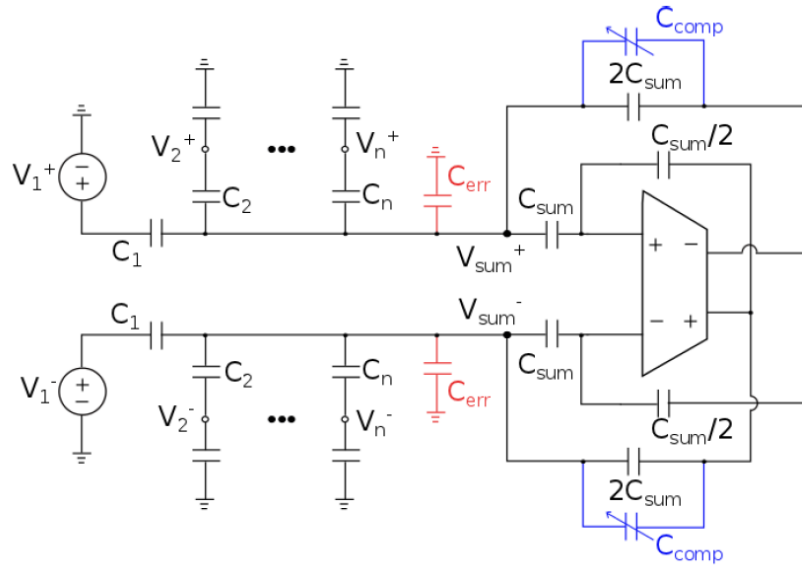 C_comp
2C_sum
V_2^+
V_n^+
C_sum/2
V_1^+
−
+
C_2
C_n
C_err
C_sum
+ −
C_1
V_sum^+
C_1
V_sum^-
− +
C_2
C_n
C_sum
V_1^-
+
−
C_err
V_2^-
V_n^-
C_sum/2
2C_sum
C_comp